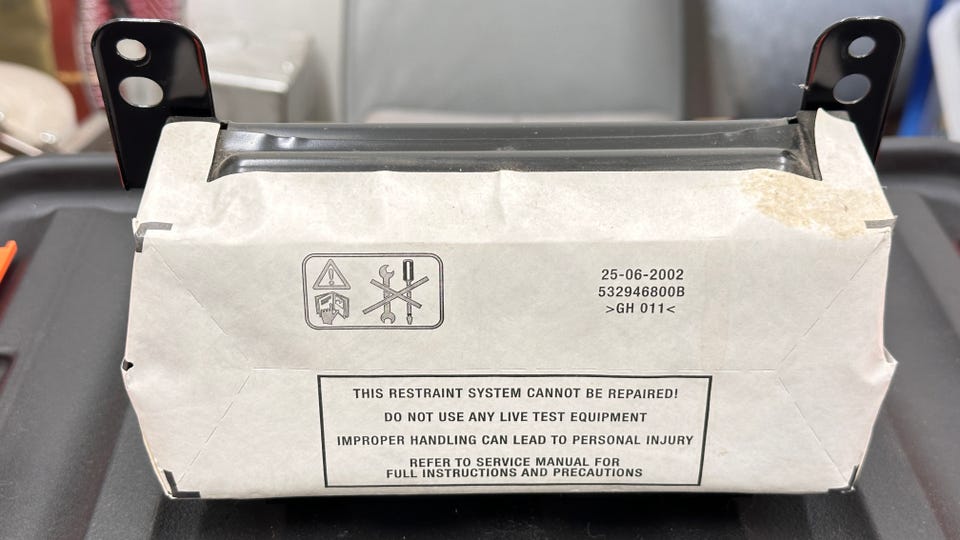 25-06-2002
532946800B
>GH 011<
THIS RESTRAINT SYSTEM CANNOT BE REPAIRED!
DO NOT USE ANY LIVE TEST EQUIPMENT
IMPROPER HANDLING CAN LEAD TO PERSONAL INJURY
REFER TO SERVICE MANUAL FOR
FULL INSTRUCTIONS AND PRECAUTIONS